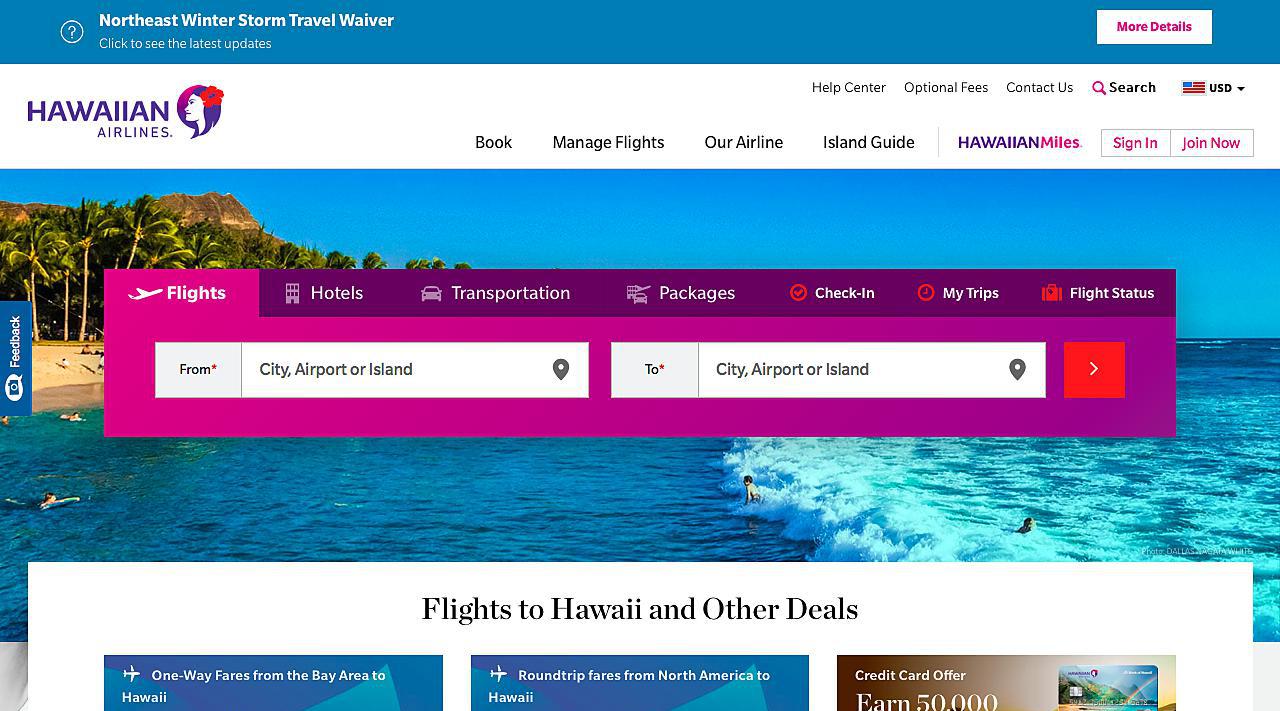 Northeast Winter Storm Travel Waiver
Click to see the latest updates
More Details
HAWAIIAN
AIRLINES.
Help Center
Optional Fees
Contact Us
Search
USD
Book
Manage Flights
Our Airline
Island Guide
HAWAIIANMiles.
Sign In
Join Now
Flights
Hotels
Transportation
Packages
Check-In
My Trips
Flight Status
Feedback
From*
City, Airport or Island
To*
City, Airport or Island
Photo: DALLAS NAGATA WHITE
Flights to Hawaii and Other Deals
One-Way Fares from the Bay Area to
Hawaii
Roundtrip fares from North America to
Hawaii
Credit Card Offer
Earn 50,000
HAWAIIAN